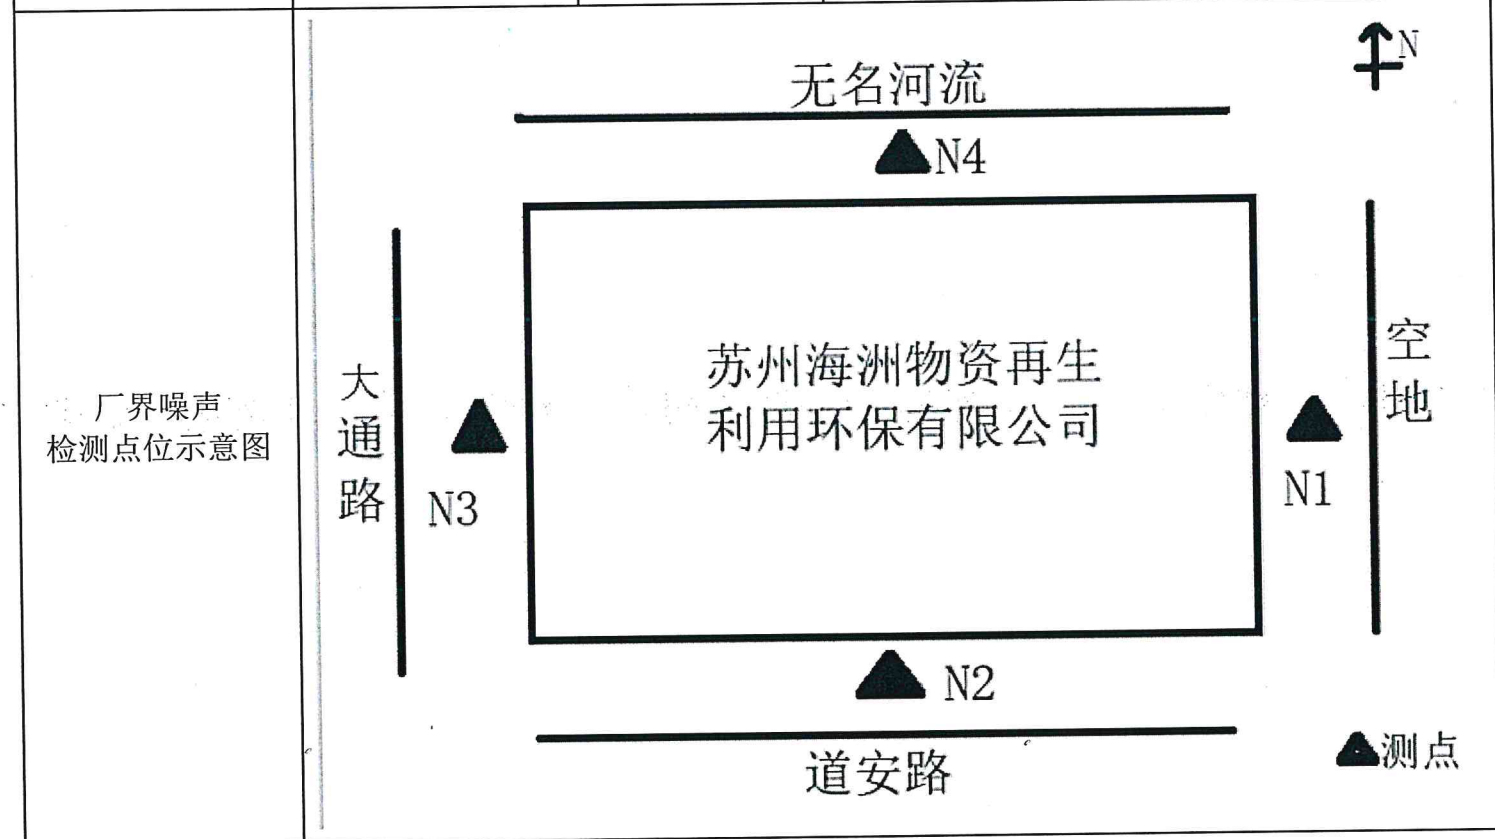 厂界噪声
检测点位示意图
N
无名河流
N4
大通路
N3
苏州海洲物资再生
利用环保有限公司
N1
空地
N2
道安路
测点